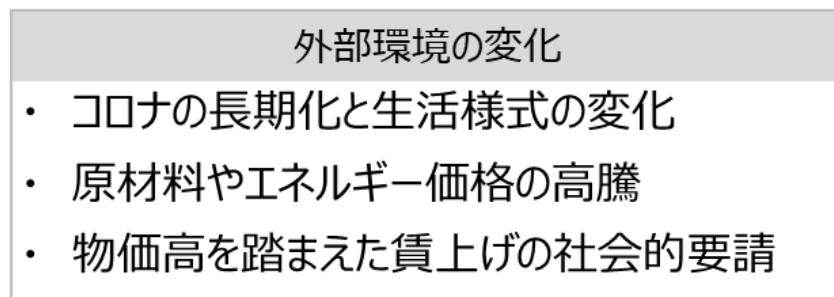 外部環境の変化
・ コロナの長期化と生活様式の変化
・ 原材料やエネルギー価格の高騰
・ 物価高を踏まえた賃上げの社会的要請